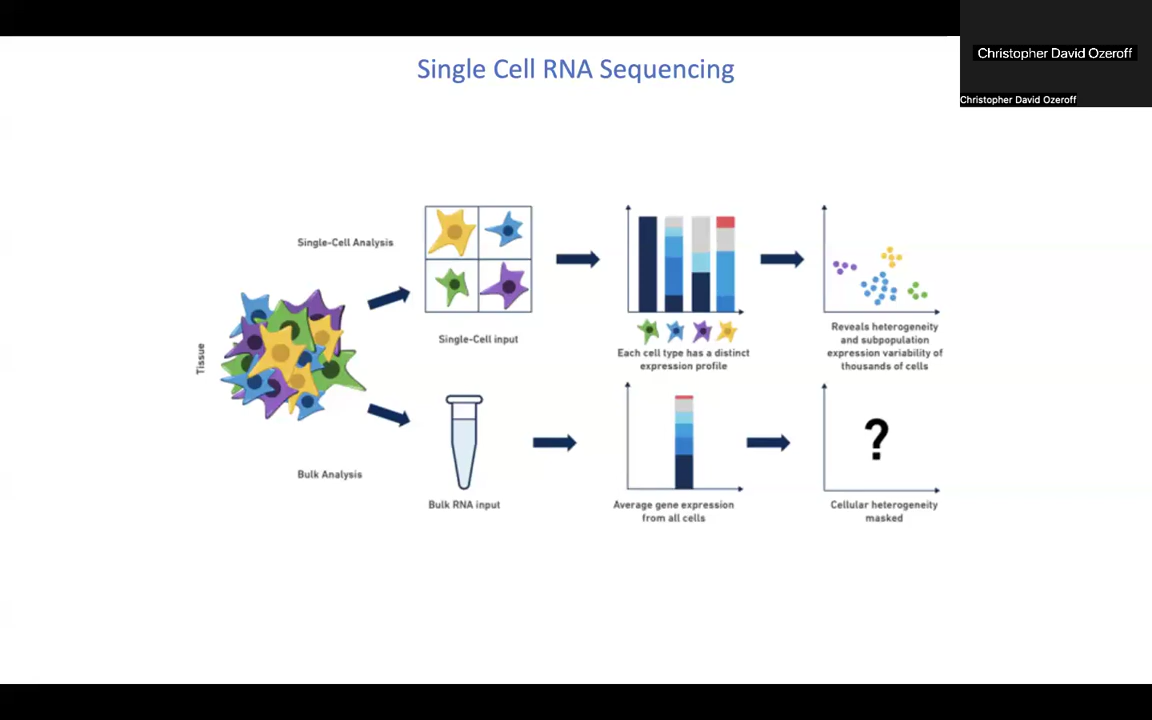 Single Cell RNA Sequencing
Christopher David Ozeroff
Christopher David Ozeroff
Tissue
Single-Cell Analysis
Single-Cell input
Each cell type has a distinct
expression profile
Reveals heterogeneity
and subpopulation
expression variability of
thousands of cells
Bulk Analysis
Bulk RNA input
Average gene expression
from all cells
?
Cellular heterogeneity
masked